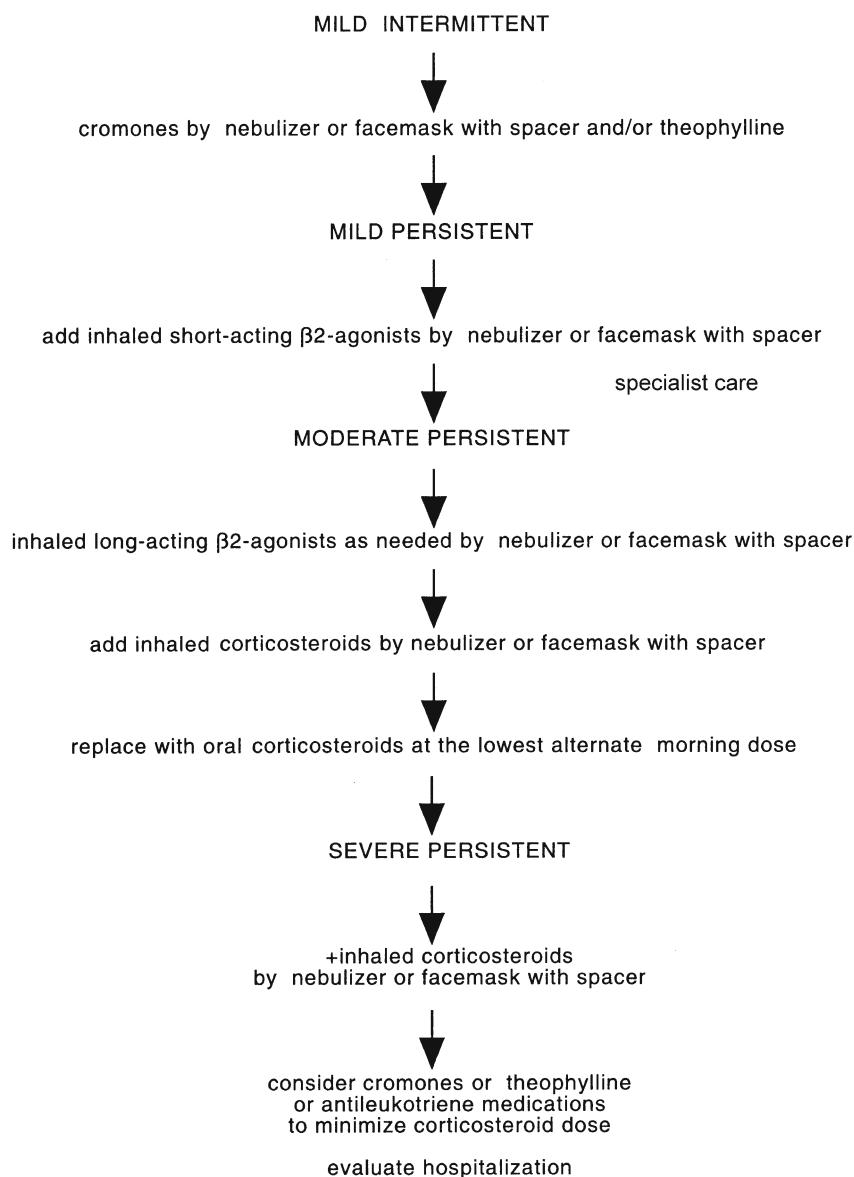 MILD INTERMITTENT
cromones by nebulizer or facemask with spacer and/or theophylline
MILD PERSISTENT
add inhaled short-acting β2-agonists by nebulizer or facemask with spacer
specialist care
MODERATE PERSISTENT
inhaled long-acting β2-agonists as needed by nebulizer or facemask with spacer
add inhaled corticosteroids by nebulizer or facemask with spacer
replace with oral corticosteroids at the lowest alternate morning dose
SEVERE PERSISTENT
+inhaled corticosteroids
by nebulizer or facemask with spacer
consider cromones or theophylline
or antileukotriene medications
to minimize corticosteroid dose
evaluate hospitalization